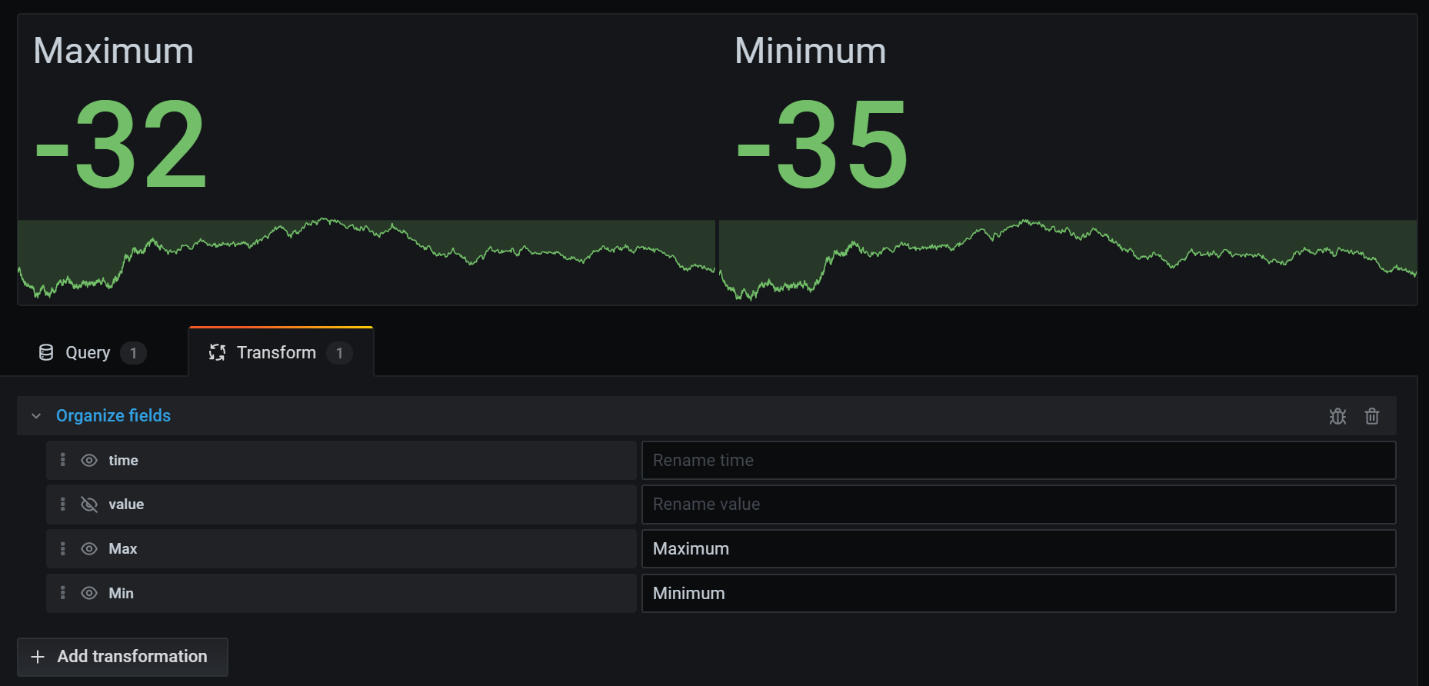 Maximum Minimum
-32 -35
Query 1 Transform 1
Organize fields
time Rename time
value Rename value
Max Maximum
Min Minimum
+ Add transformation